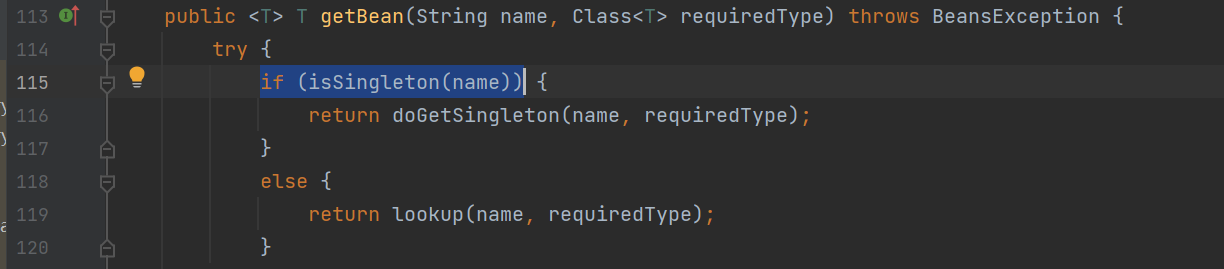 113 public <T> T getBean(String name, Class<T> requiredType) throws BeansException {
114 try {
115 if (isSingleton(name)) {
116 return doGetSingleton(name, requiredType);
117 }
118 else {
119 return lookup(name, requiredType);
120 }